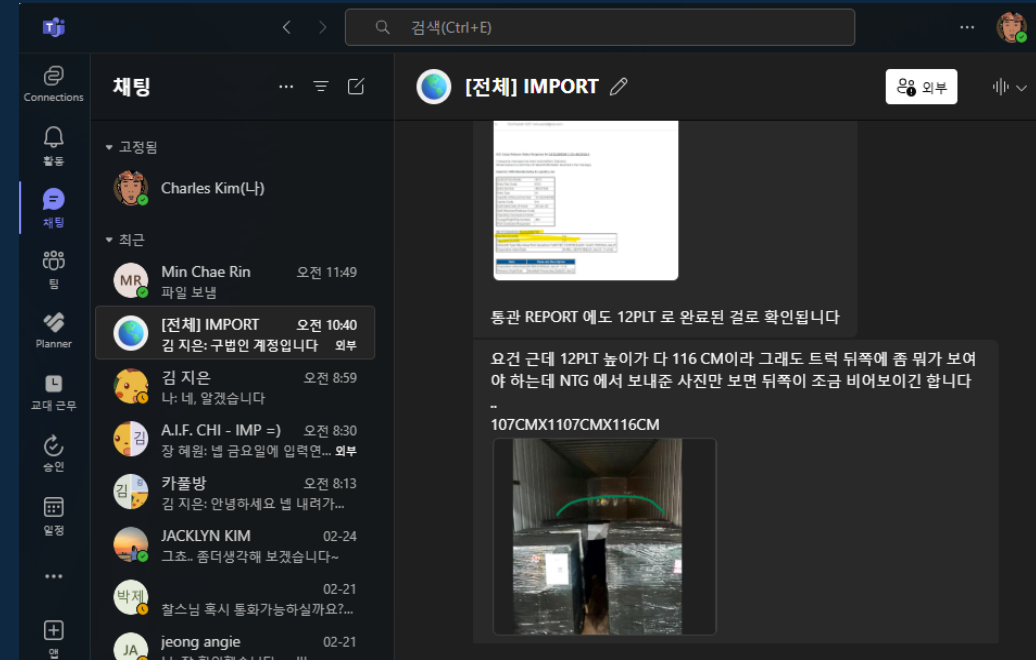 검색(Ctrl+E)
Connections
활동
채팅
팀
Planner
교대 근무
승인
일정
앱
채팅
고정됨
Charles Kim(나)
최근
MR
Min Chae Rin 오전 11:49
파일 보냄
[전체] IMPORT 오전 10:40
김 지은: 구법인 계정입니다 외부
김 지은 오전 8:59
나: 네, 알겠습니다
김
A.I.F. CHI - IMP =) 오전 8:30
장 혜원: 넵 금요일에 입력연... 외부
김
카풀방 오전 8:13
김 지은: 안녕하세요 넵 내려가...
JACKLYN KIM 02-24
그쵸.. 좀더생각해 보겠습니다~
박제
02-21
찰스님 혹시 통화가능하실까요?...
JA
jeong angie 02-21
[전체] IMPORT
외부
통관 REPORT 에도 12PLT 로 완료된 걸로 확인됩니다
요건 근데 12PLT 높이가 다 116 CM이라 그래도 트럭 뒤쪽에 좀 뭐가 보여
야 하는데 NTG 에서 보내준 사진만 보면 뒤쪽이 조금 비어보이긴 합니다
..
107CMX1107CMX116CM